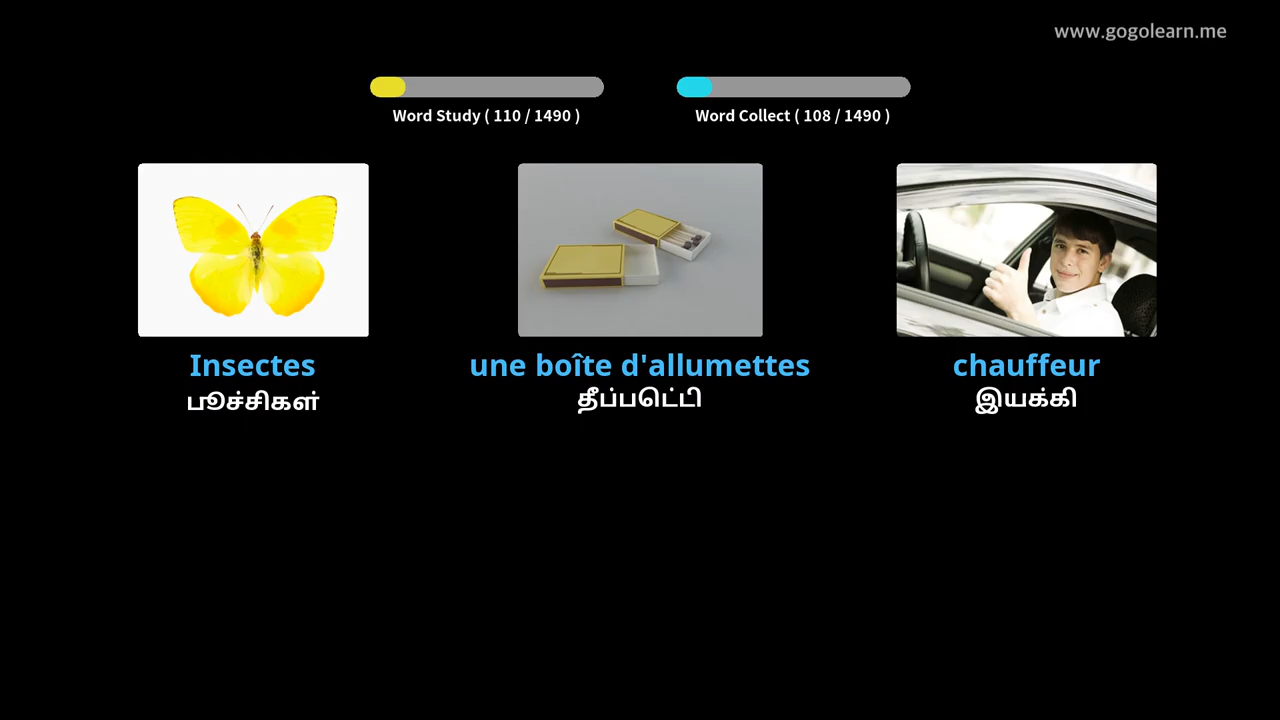 www.gogolearn.me
Word Study ( 110 / 1490 )
Word Collect ( 108 / 1490 )
Insectes
பூச்சிகள்
une boîte d'allumettes
தீப்பெட்டி
chauffeur
இயக்கி